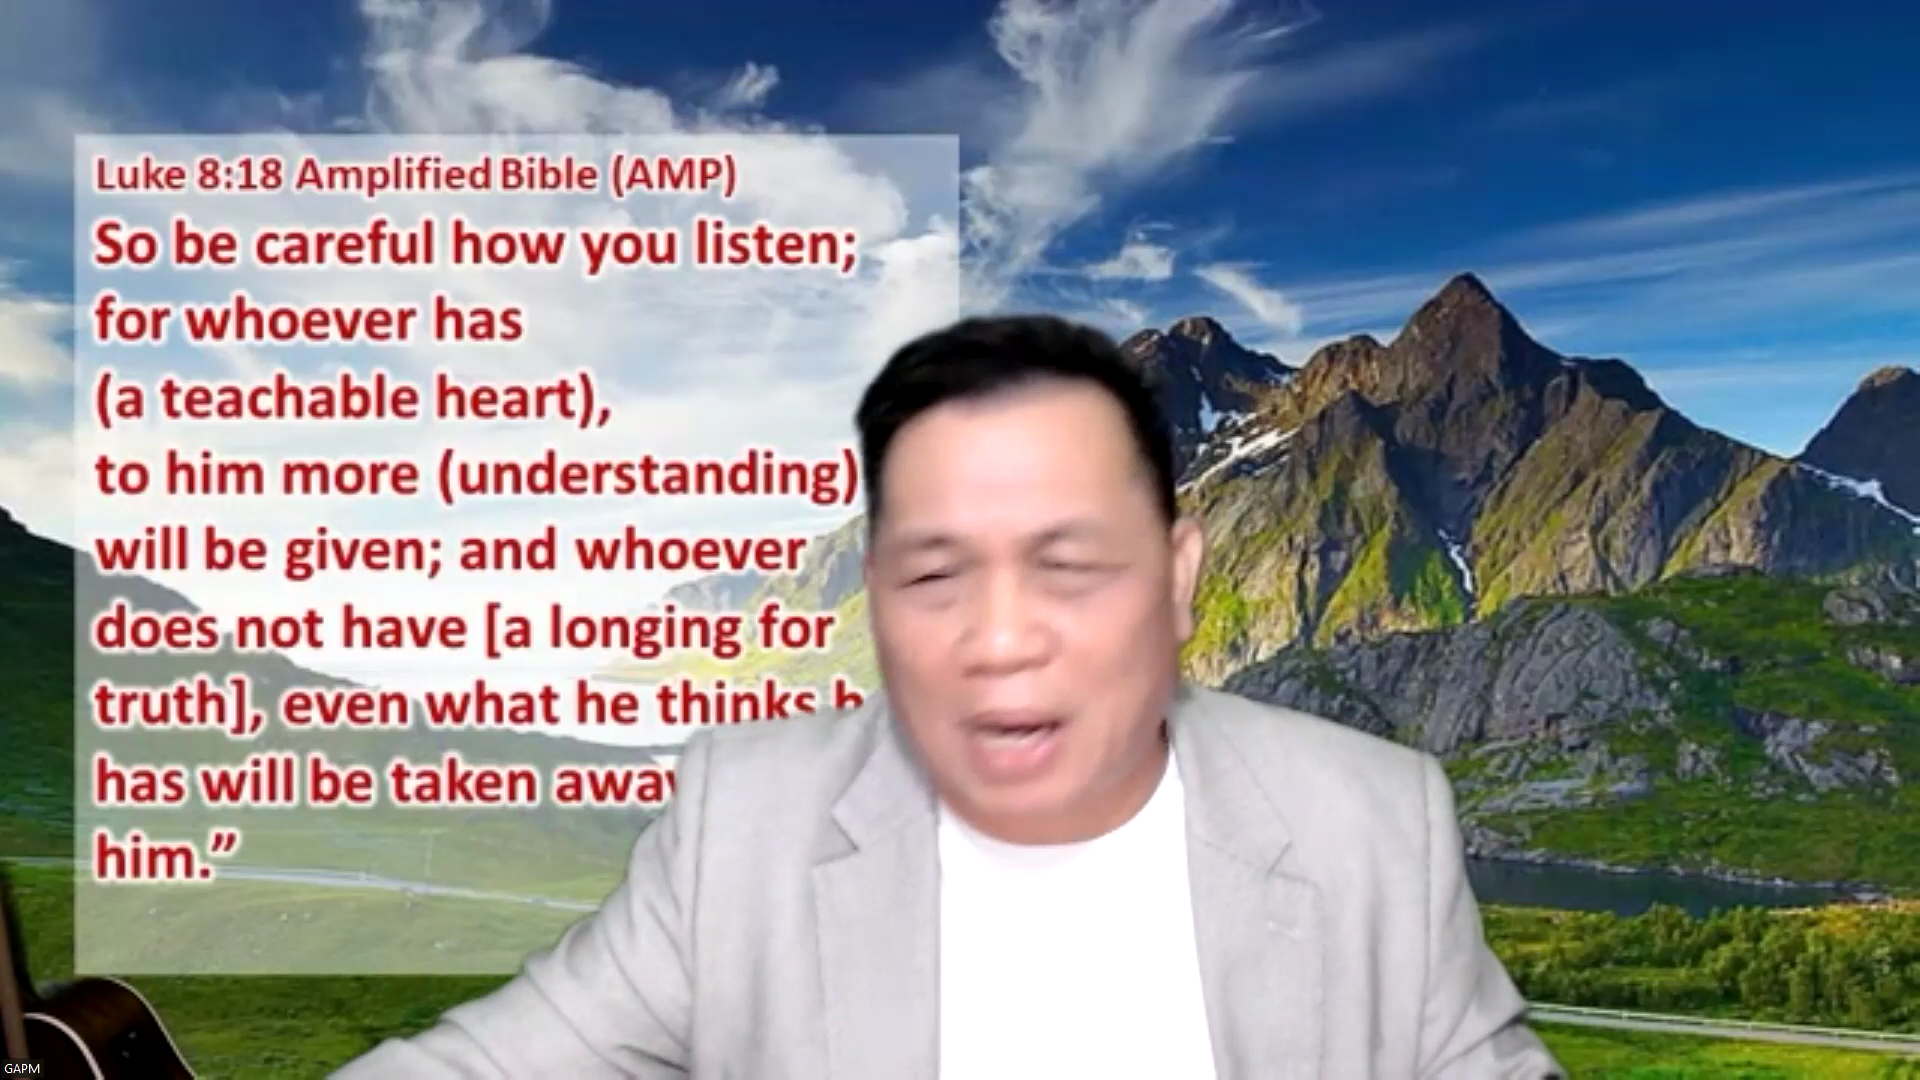 Luke 8:18 Amplified Bible (AMP)
So be careful how you listen;
for whoever has
(a teachable heart),
to him more (understanding)
will be given; and whoever
does not have [a longing for
truth], even what he thinks
has will be taken
him.”
GAPM